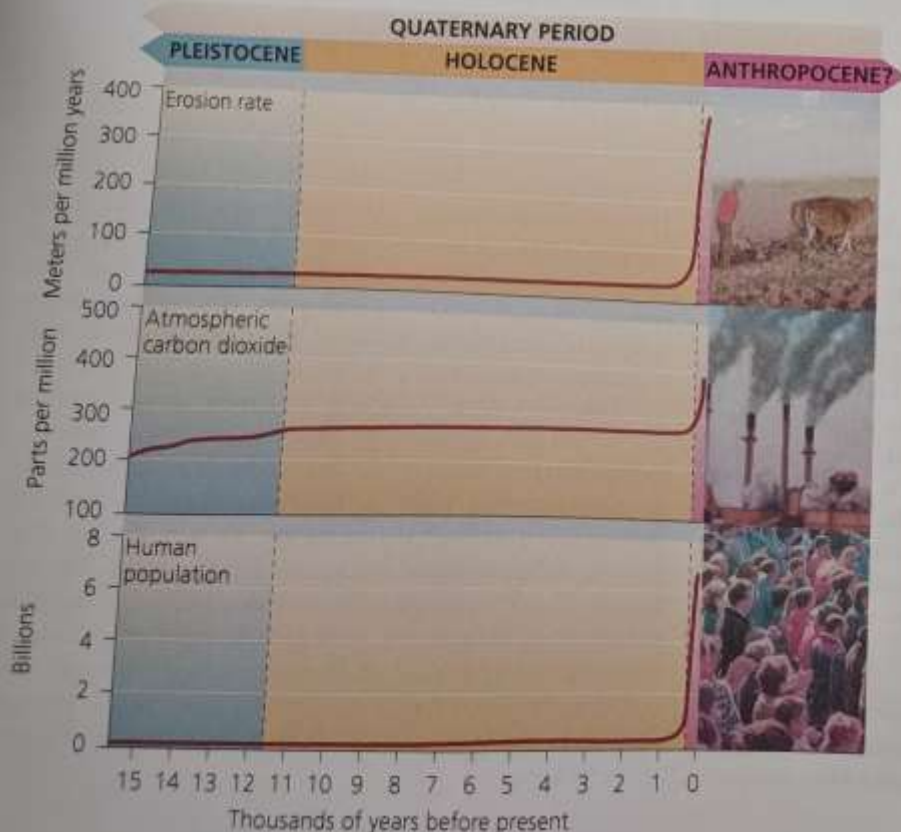 QUATERNARY PERIOD
PLEISTOCENE
HOLOCENE
ANTHROPOCENE?
Meters per million years
400
300
200
100
0
Erosion rate
Parts per million
500
400
300
200
100
Atmospheric
carbon dioxide
Billions
8
6
4
2
0
Human
population
15 14 13 12 11 10 9 8 7 6 5 4 3 2 1 0
Thousands of years before present